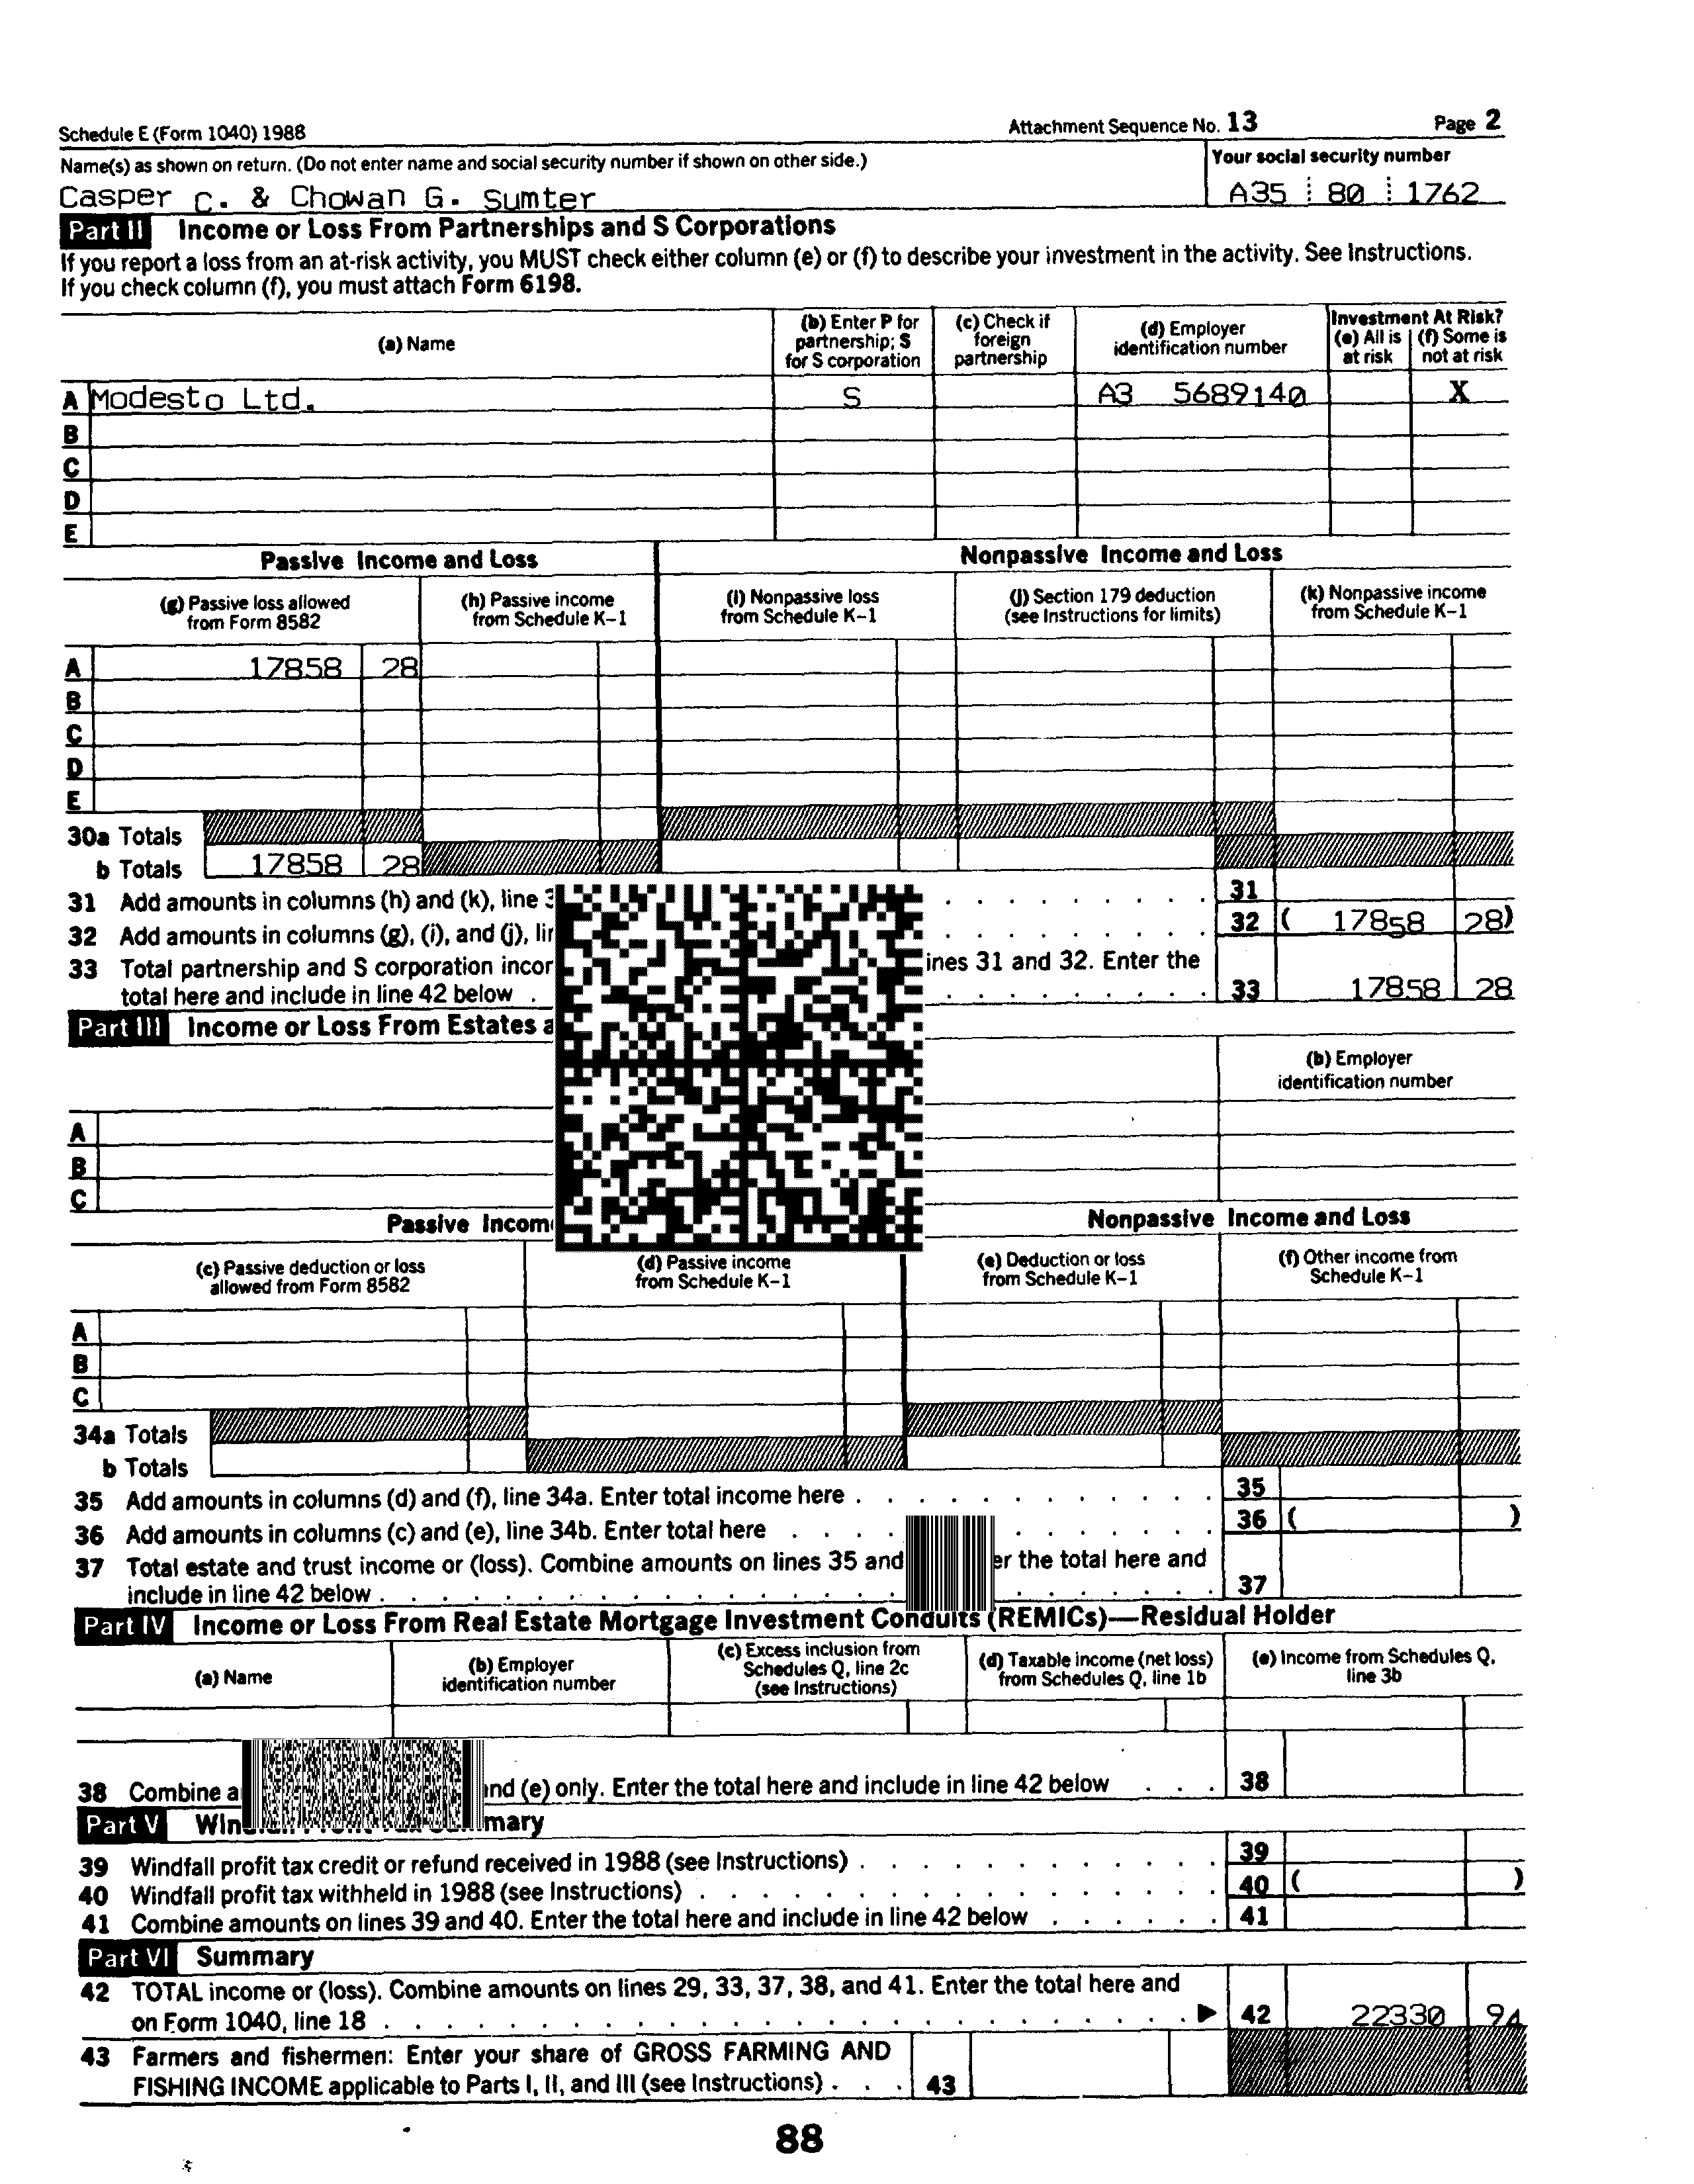 Schedule E (Form 1040) 1988 Attachment Sequence No. 13 Page 2
Name(s) as shown on return. (Do not enter name and social security number if shown on other side.) Your social security number
Casper C. & Chowan G. Sumter A35 80 1762
Part II Income or Loss From Partnerships and S Corporations
If you report a loss from an at-risk activity, you MUST check either column (e) or (f) to describe your investment in the activity. See Instructions.
If you check column (f), you must attach Form 6198.
(a) Name
(b) Enter P for partnership; S for S corporation
(c) Check if foreign partnership
(d) Employer identification number
Investment At Risk?
(e) All is at risk
(f) Some is not at risk
A Modesto Ltd. S A3 5689140 X
B
C
D
E
Passive Income and Loss Nonpassive Income and Loss
(g) Passive loss allowed from Form 8582
(h) Passive income from Schedule K-1
(i) Nonpassive loss from Schedule K-1
(j) Section 179 deduction (see Instructions for limits)
(k) Nonpassive income from Schedule K-1
A 17858 28
B
C
D
E
30a Totals
b Totals 17858 28
31 Add amounts in columns (h) and (k), line 31
32 Add amounts in columns (g), (i), and (j), 32 ( 17858 28)
33 Total partnership and S corporation ines 31 and 32. Enter the
total here and include in line 42 below . 33 17858 28
Part III Income or Loss From Estates
(b) Employer identification number
A
B
C
Passive Nonpassive Income and Loss
(c) Passive deduction or loss allowed from Form 8582
(d) Passive income from Schedule K-1
(e) Deduction or loss from Schedule K-1
(f) Other income from Schedule K-1
A
B
C
34a Totals
b Totals
35 Add amounts in columns (d) and (f), line 34a. Enter total income here 35
36 Add amounts in columns (c) and (e), line 34b. Enter total here 36 ( )
37 Total estate and trust income or (loss). Combine amounts on lines 35 and er the total here and
include in line 42 below 37
Part IV Income or Loss From Real Estate Mortgage Investment Conduits (REMICs)—Residual Holder
(a) Name
(b) Employer identification number
(c) Excess inclusion from Schedules Q, line 2c (see Instructions)
(d) Taxable income (net loss) from Schedules Q, line 1b
(e) Income from Schedules Q, line 3b
38 Combine nd (e) only. Enter the total here and include in line 42 below 38
Part V mary
39 Windfall profit tax credit or refund received in 1988 (see Instructions) 39
40 Windfall profit tax withheld in 1988 (see Instructions) 40 ( )
41 Combine amounts on lines 39 and 40. Enter the total here and include in line 42 below 41
Part VI Summary
42 TOTAL income or (loss). Combine amounts on lines 29, 33, 37, 38, and 41. Enter the total here and
on Form 1040, line 18 ▶ 42 22330 94
43 Farmers and fishermen: Enter your share of GROSS FARMING AND
FISHING INCOME applicable to Parts I, II, and III (see Instructions) 43
88